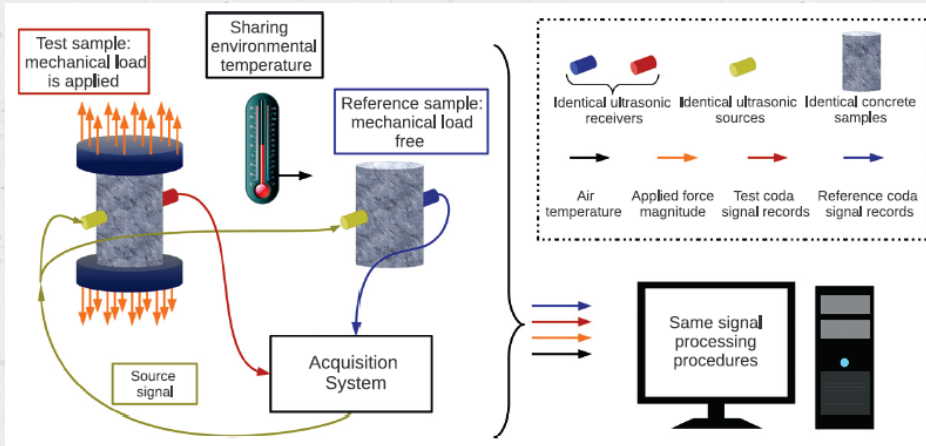 Test sample:
mechanical load
is applied
Sharing
environmental
temperature
Reference sample:
mechanical load
free
Source
signal
Acquisition
System
Identical ultrasonic
receivers
Identical ultrasonic
sources
Identical concrete
samples
Air
temperature
Applied force
magnitude
Test coda
signal records
Reference coda
signal records
Same signal
processing
procedures